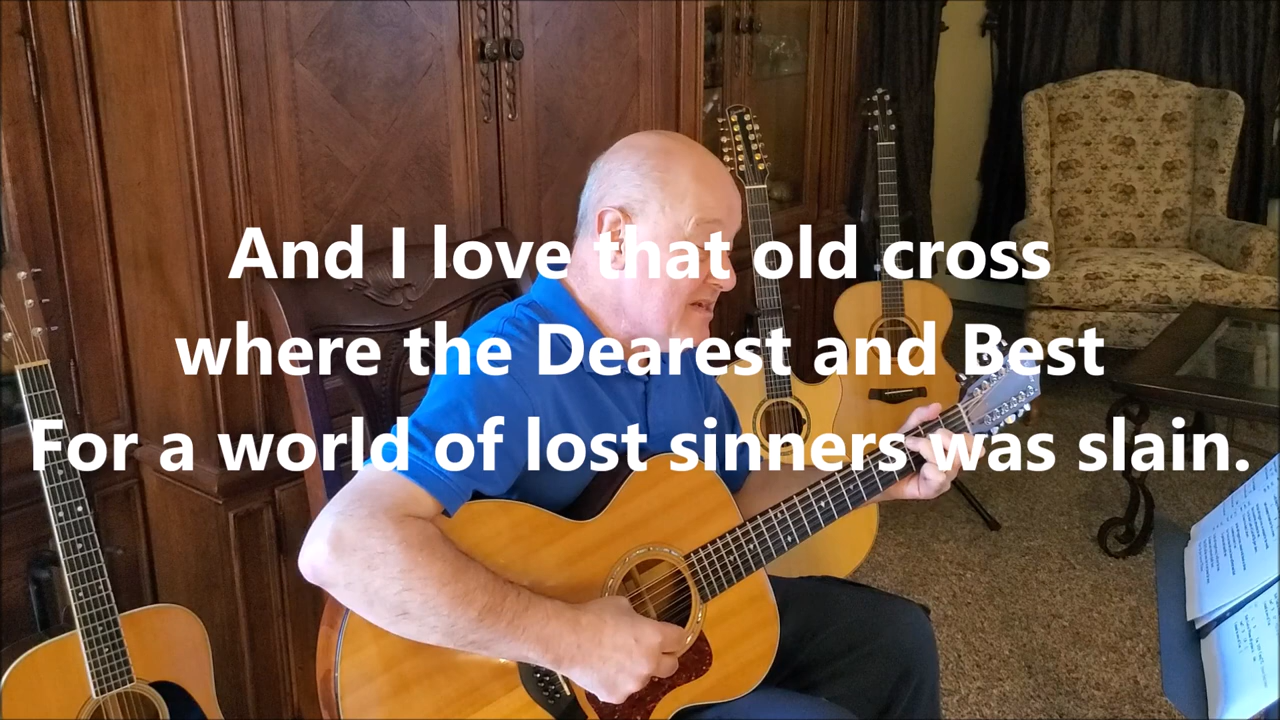 And I love that old cross
where the Dearest and Best
For a world of lost sinners was slain.